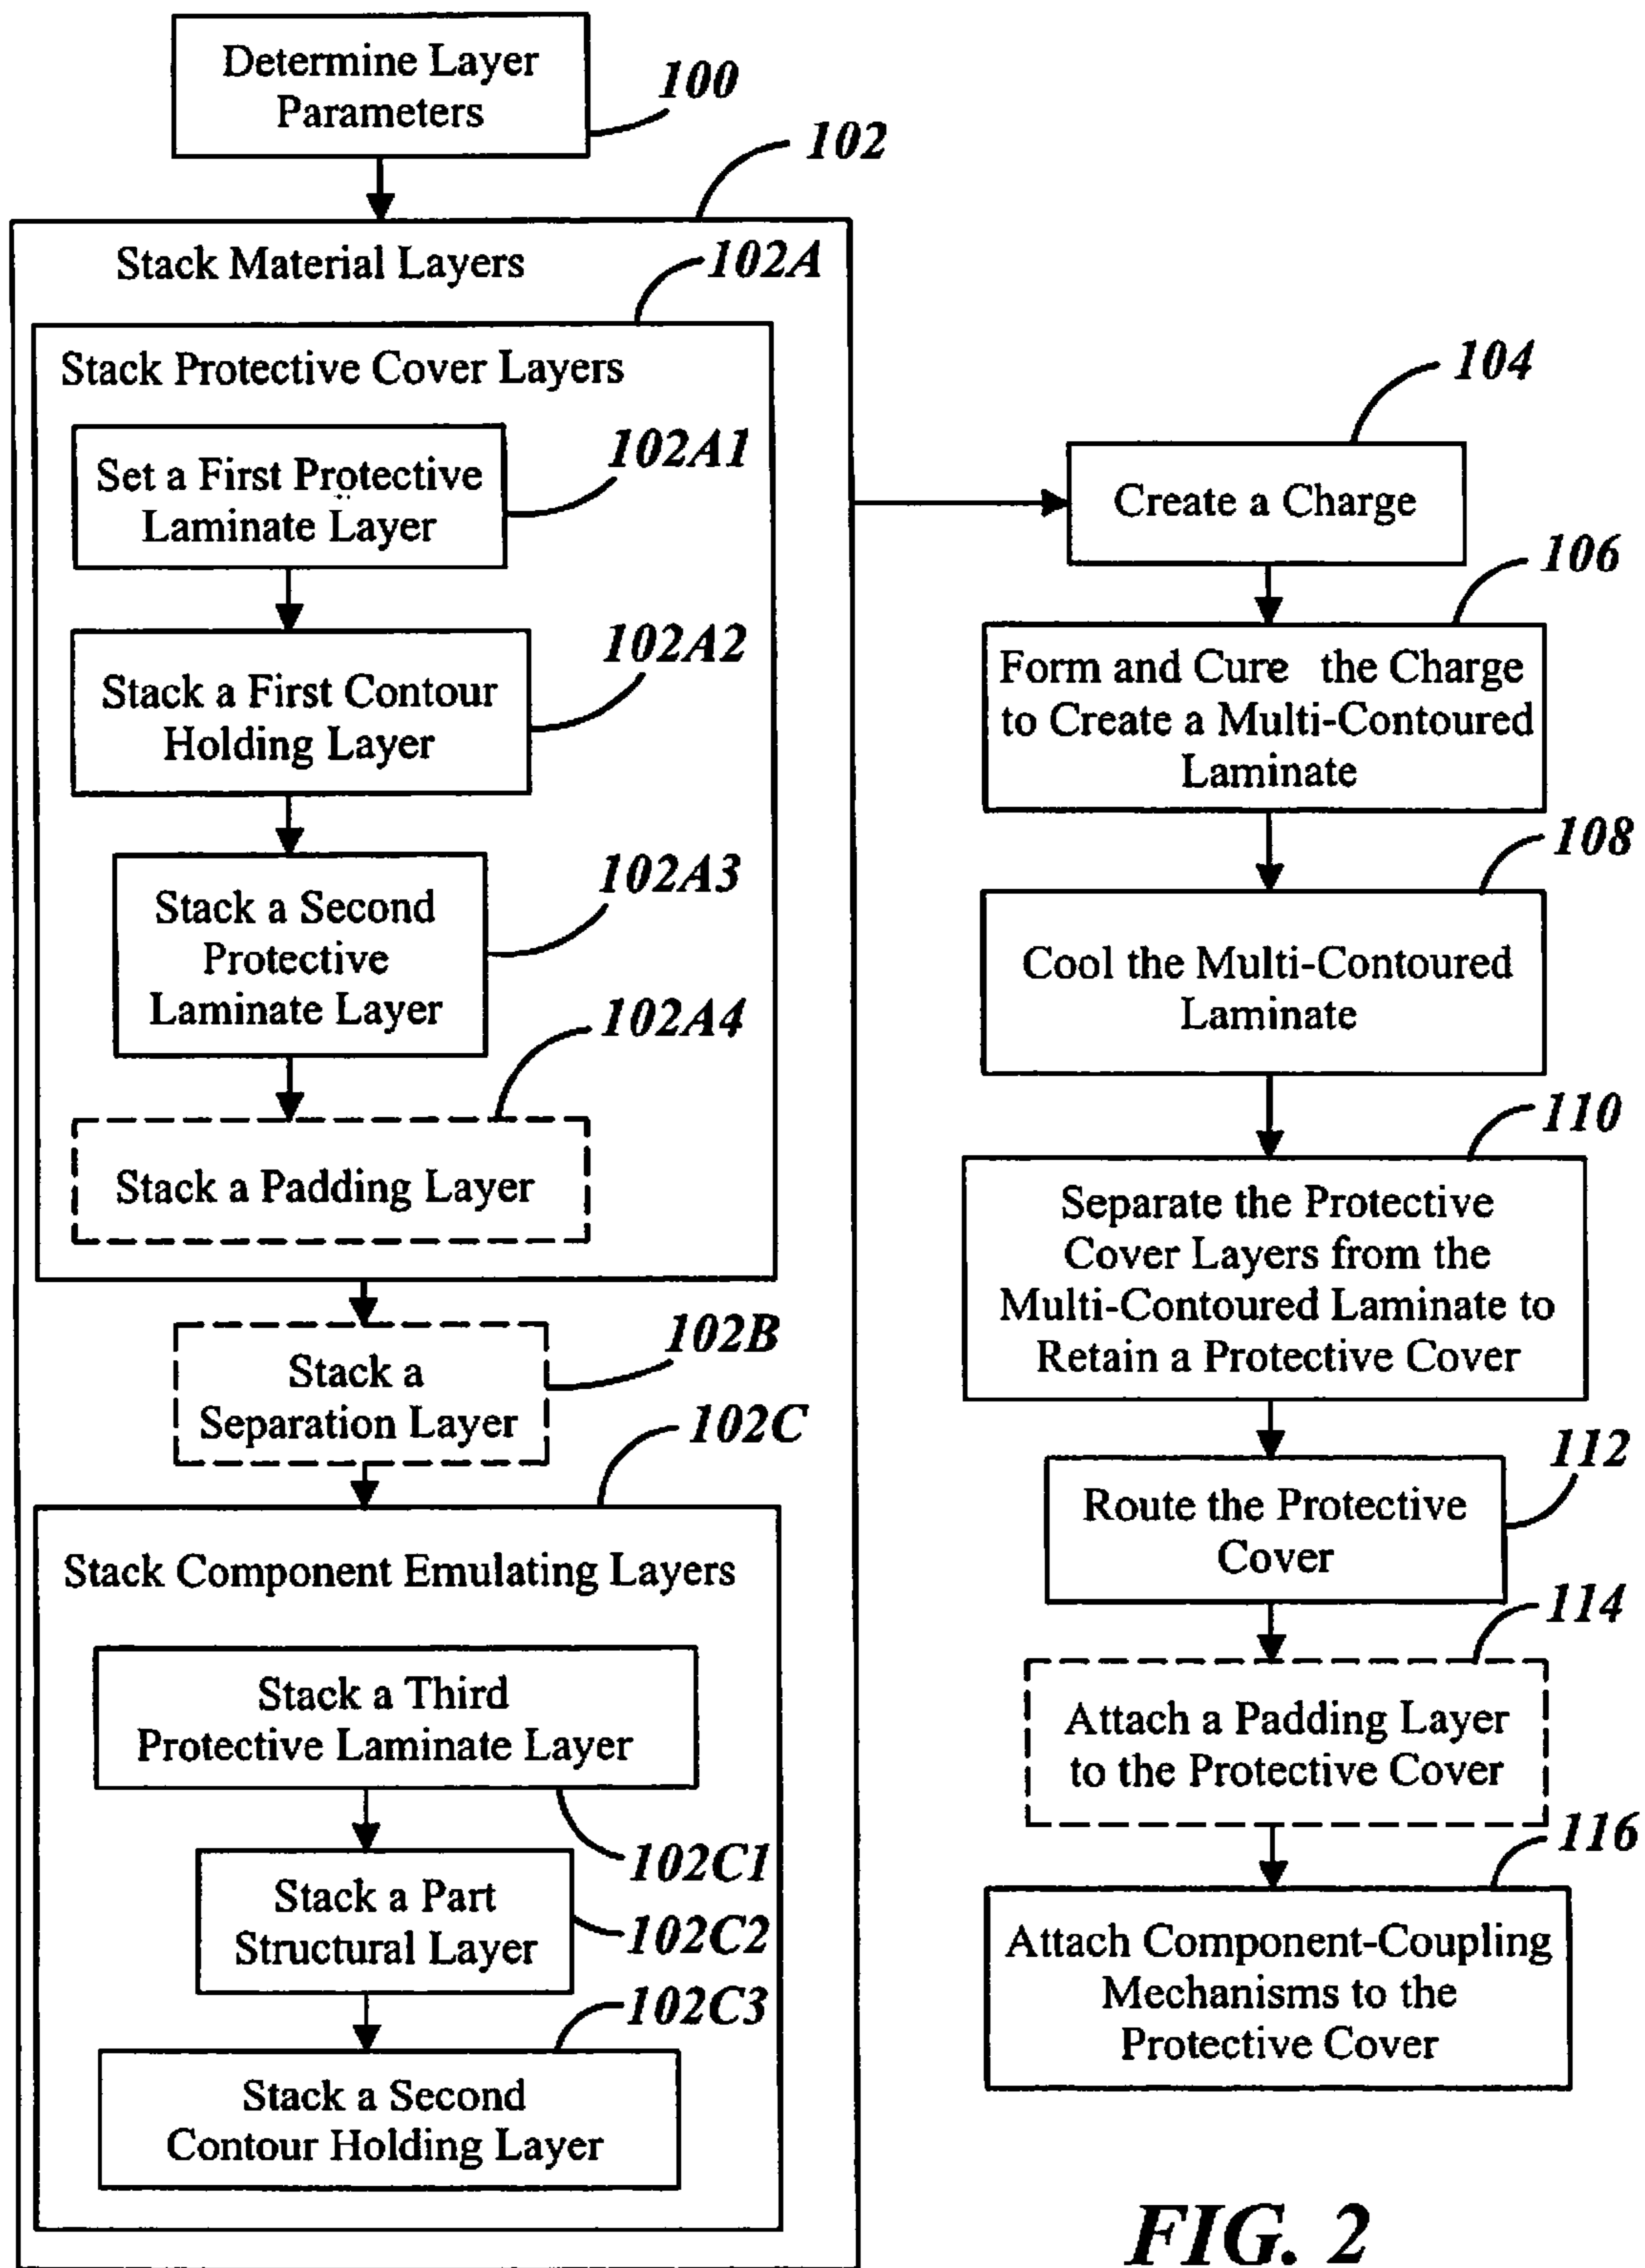 Determine Layer
Parameters
100
102
Stack Material Layers
102A
Stack Protective Cover Layers
Set a First Protective
Laminate Layer
102A1
Stack a First Contour
Holding Layer
102A2
Stack a Second
Protective
Laminate Layer
102A3
102A4
Stack a Padding Layer
Stack a
Separation Layer
102B
102C
Stack Component Emulating Layers
Stack a Third
Protective Laminate Layer
102C1
Stack a Part
Structural Layer
102C2
102C3
Stack a Second
Contour Holding Layer
104
Create a Charge
106
Form and Cure the Charge
to Create a Multi-Contoured
Laminate
108
Cool the Multi-Contoured
Laminate
110
Separate the Protective
Cover Layers from the
Multi-Contoured Laminate to
Retain a Protective Cover
112
Route the Protective
Cover
114
Attach a Padding Layer
to the Protective Cover
116
Attach Component-Coupling
Mechanisms to the
Protective Cover
FIG. 2